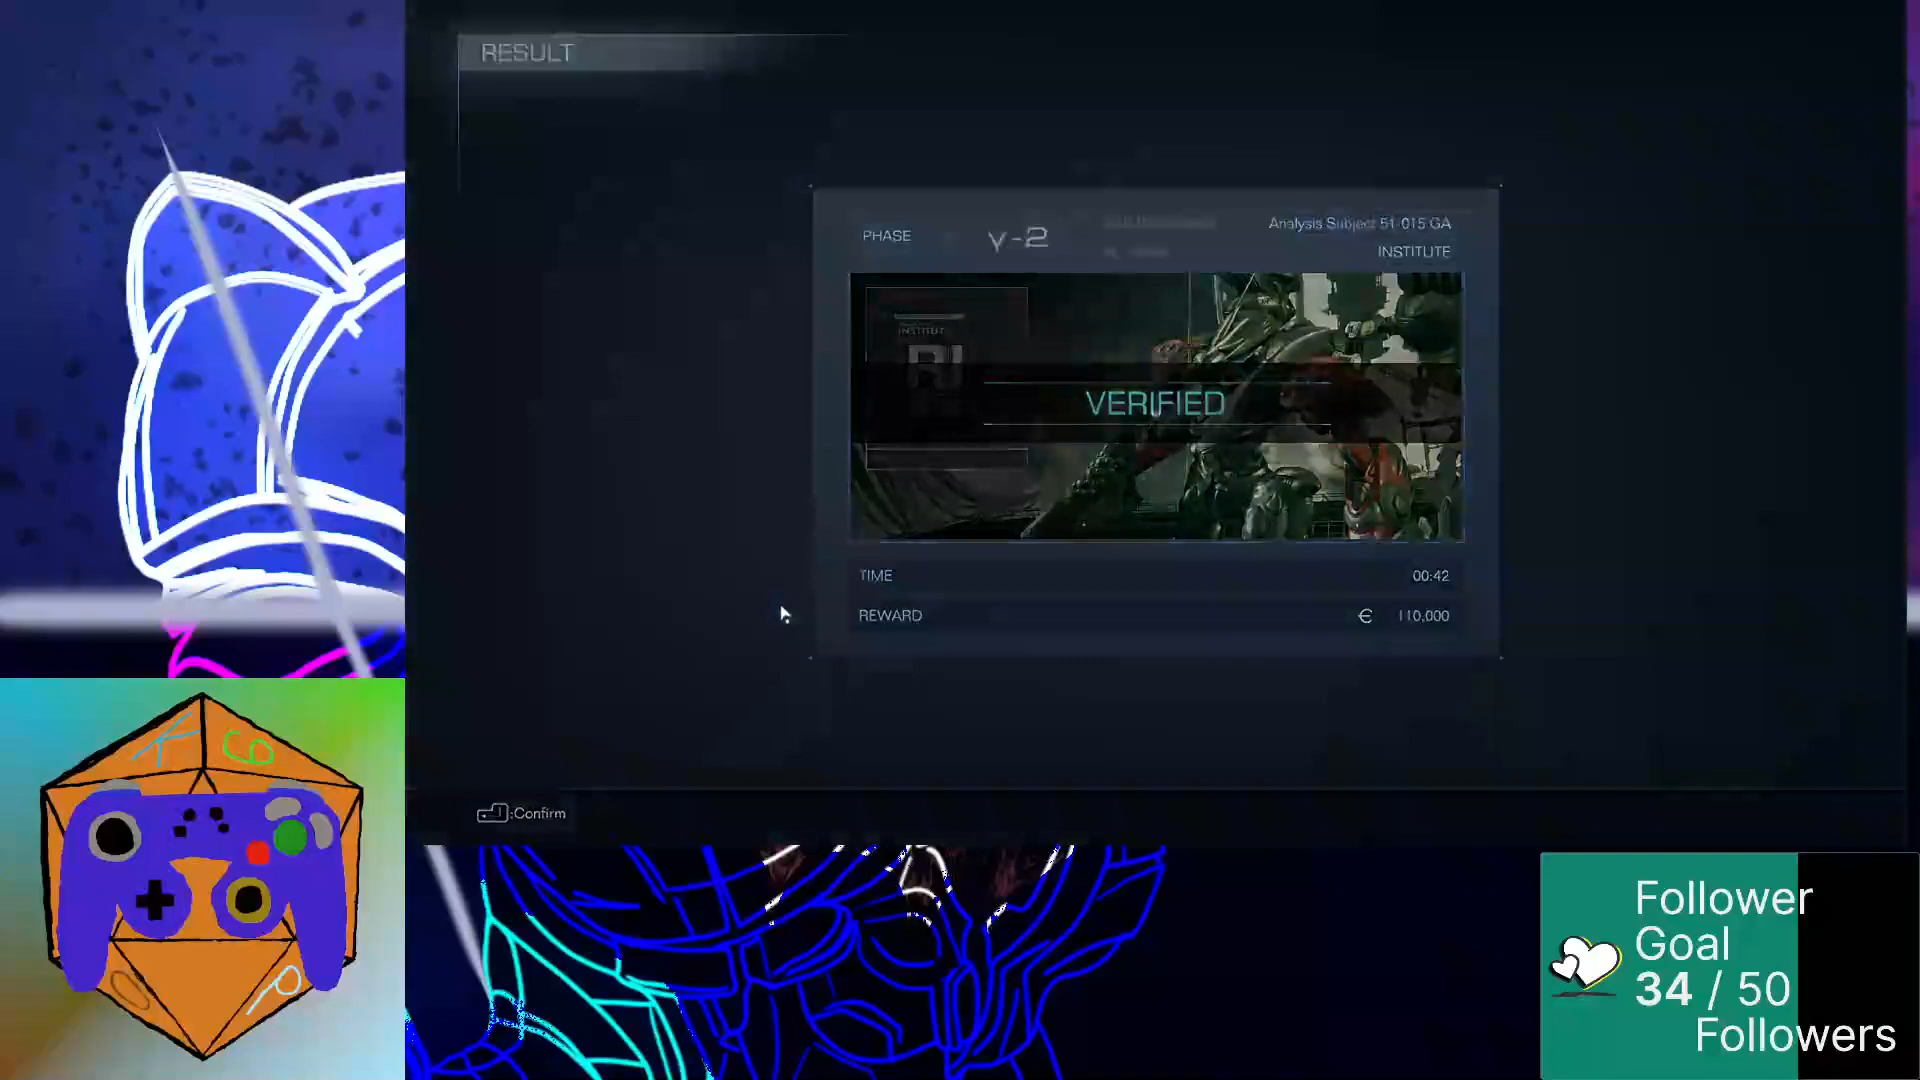 RESULT
PHASE
γ-2
Analysis Subject 51-015 GA
INSTITUTE
RI
VERIFIED
TIME
00:42
REWARD
110,000
:Confirm
K G
O P
Follower
Goal
34 / 50
Followers